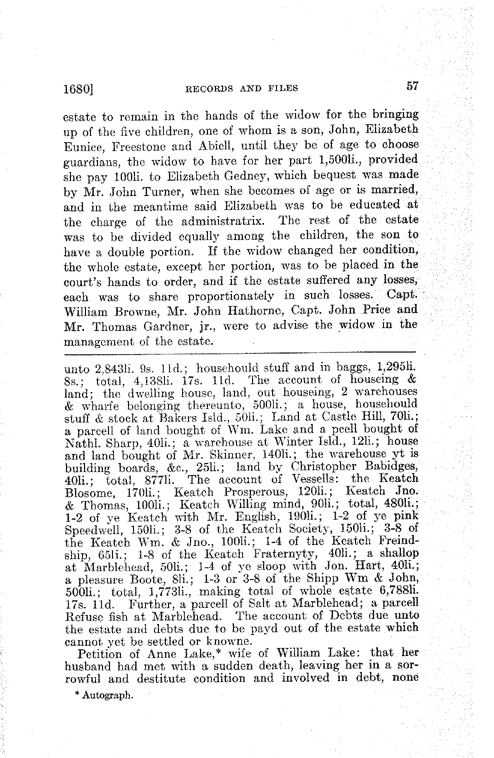 1680] RECORDS AND FILES 57
estate to remain in the hands of the widow for the bringing
up of the five children, one of whom is a son, John, Elizabeth
Eunice, Freestone and Abiell, until they be of age to choose
guardians, the widow to have for her part 1,500li., provided
she pay 100li. to Elizabeth Gedney, which bequest was made
by Mr. John Turner, when she becomes of age or is married,
and in the meantime said Elizabeth was to be educated at
the charge of the administratrix. The rest of the estate
was to be divided equally among the children, the son to
have a double portion. If the widow changed her condition,
the whole estate, except her portion, was to be placed in the
court's hands to order, and if the estate suffered any losses,
each was to share proportionately in such losses. Capt.
William Browne, Mr. John Hathorne, Capt. John Price and
Mr. Thomas Gardner, jr., were to advise the widow in the
management of the estate.
unto 2,843li. 9s. 11d.; househould stuff and in baggs, 1,295li.
8s.; total, 4,138li. 17s. 11d. The account of houseing &
land; the dwelling house, land, out houseing, 2 warehouses
& wharfe belonging thereunto, 500li.; a house, househould
stuff & stock at Bakers Isld., 50li.; Land at Castle Hill, 70li.;
a parcell of land bought of Wm. Lake and a pcell bought of
Nathl. Sharp, 40li.; a warehouse at Winter Isld., 12li.; house
and land bought of Mr. Skinner, 140li.; the warehouse yt is
building boards, &c., 25li.; land by Christopher Babidges,
40li.; total, 877li. The account of Vessells: the Keatch
Blosome, 170li.; Keatch Prosperous, 120li.; Keatch Jno.
& Thomas, 100li.; Keatch Willing mind, 90li.; total, 480li.;
1-2 of ye Keatch with Mr. English, 190li.; 1-2 of ye pink
Speedwell, 150li.; 3-8 of the Keatch Society, 150li.; 3-8 of
the Keatch Wm. & Jno., 100li.; 1-4 of the Keatch Freind-
ship, 65li.; 1-8 of the Keatch Fraternyty, 40li.; a shallop
at Marblehead, 50li.; 1-4 of ye sloop with Jon. Hart, 40li.;
a pleasure Boote, 8li.; 1-3 or 3-8 of the Shipp Wm & John,
500li.; total, 1,773li., making total of whole estate 6,788li.
17s. 11d. Further, a parcell of Salt at Marblehead; a parcell
Refuse fish at Marblehead. The account of Debts due unto
the estate and debts due to be payd out of the estate which
cannot yet be settled or knowne.
Petition of Anne Lake,* wife of William Lake: that her
husband had met with a sudden death, leaving her in a sor-
rowful and destitute condition and involved in debt, none
* Autograph.